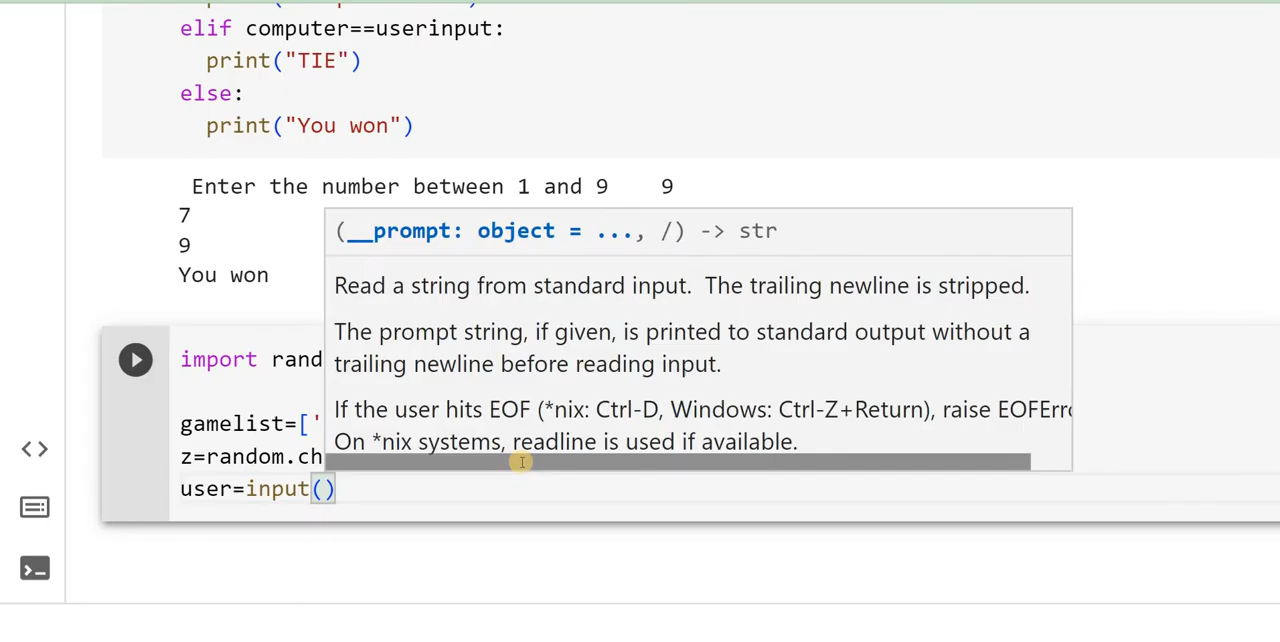 elif computer==userinput:
print("TIE")
else:
print("You won")
Enter the number between 1 and 9 9
7
9
You won
(__prompt: object = ..., /) -> str
Read a string from standard input. The trailing newline is stripped.
The prompt string, if given, is printed to standard output without a
trailing newline before reading input.
If the user hits EOF (*nix: Ctrl-D, Windows: Ctrl-Z+Return), raise EOFErro
On *nix systems, readline is used if available.
import rand
gamelist=['
z=random.ch
user=input()